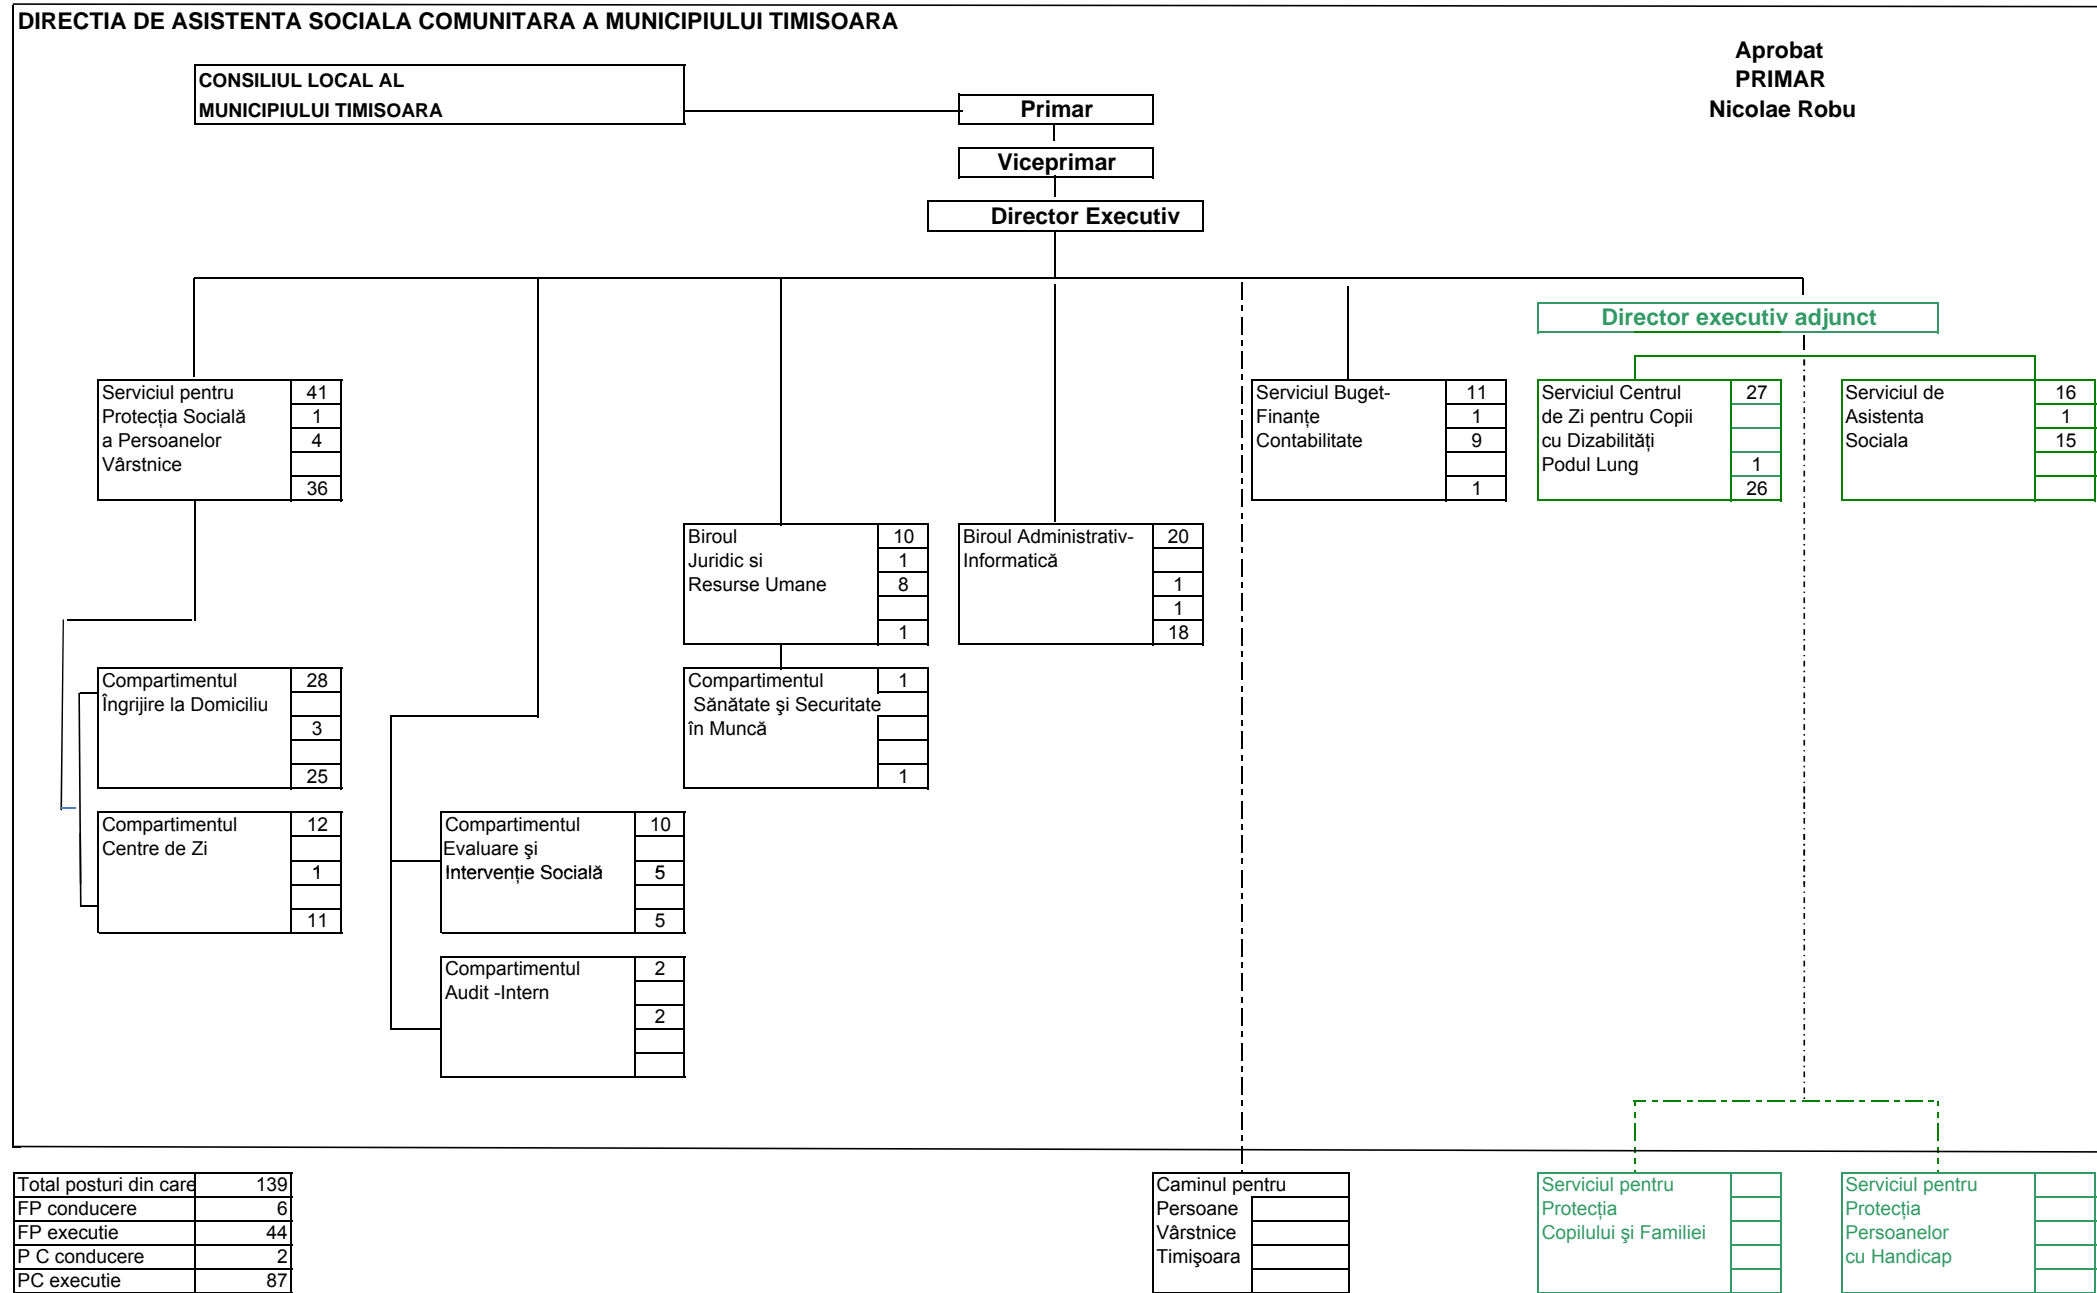 DIRECTIA DE ASISTENTA SOCIALA COMUNITARA A MUNICIPIULUI TIMISOARA
Aprobat
PRIMAR
Nicolae Robu
CONSILIUL LOCAL AL
MUNICIPIULUI TIMISOARA
Primar
Viceprimar
Director Executiv
Director executiv adjunct
Serviciul pentru 41
Protecția Socială 1
a Persoanelor 4
Vârstnice
36
Serviciul Buget- 11
Finanțe 1
Contabilitate 9
1
Serviciul Centrul 27
de Zi pentru Copii
cu Dizabilități
Podul Lung 1
26
Serviciul de 16
Asistenta 1
Sociala 15
Biroul 10
Juridic si 1
Resurse Umane 8
1
Biroul Administrativ- 20
Informatică
1
1
18
Compartimentul 28
Îngrijire la Domiciliu
3
25
Compartimentul 1
Sănătate şi Securitate
în Muncă
1
Compartimentul 12
Centre de Zi
1
11
Compartimentul 10
Evaluare şi
Intervenție Socială 5
5
Compartimentul 2
Audit -Intern
2
Total posturi din care 139
FP conducere 6
FP executie 44
P C conducere 2
PC executie 87
Caminul pentru
Persoane
Vârstnice
Timişoara
Serviciul pentru
Protecția
Copilului şi Familiei
Serviciul pentru
Protecția
Persoanelor
cu Handicap